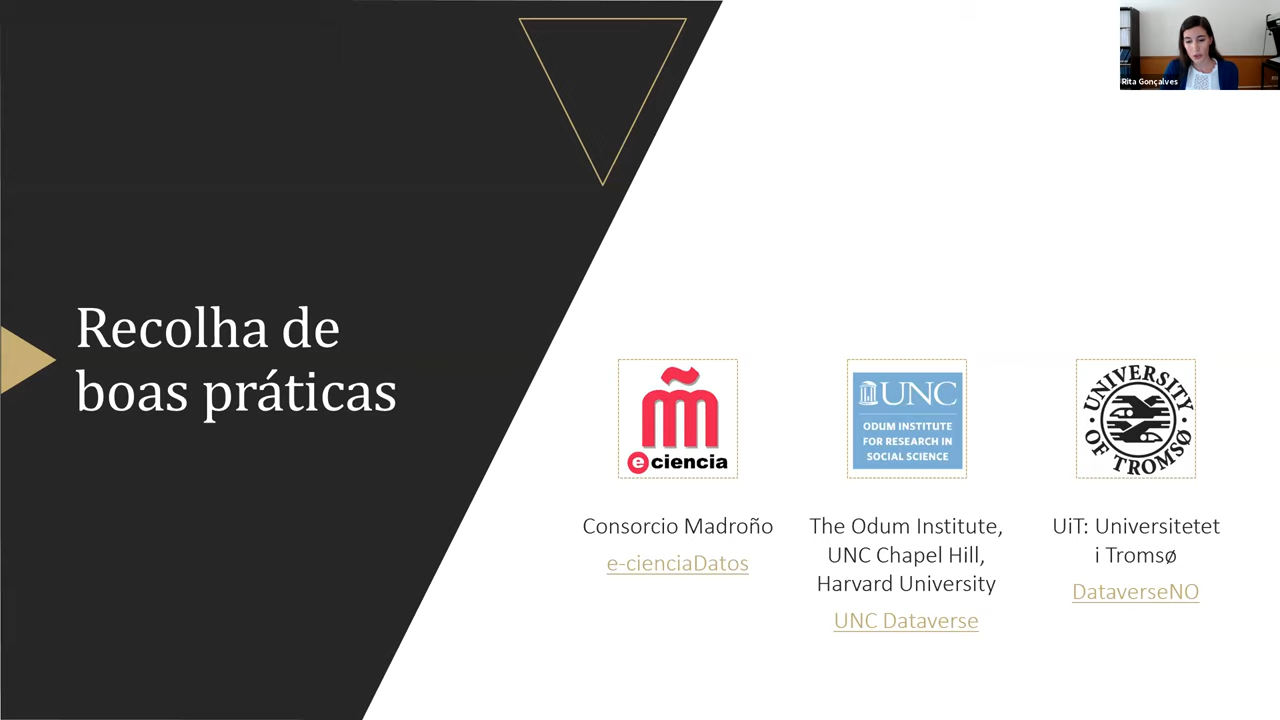 Rita Gonçalves
Recolha de
boas práticas
e ciencia
UNC
ODUM INSTITUTE
FOR RESEARCH IN
SOCIAL SCIENCE
UNIVERSITY
OF TROMSØ
Consorcio Madroño
e-cienciaDatos
The Odum Institute,
UNC Chapel Hill,
Harvard University
UNC Dataverse
UiT: Universitetet
i Tromsø
DataverseNO